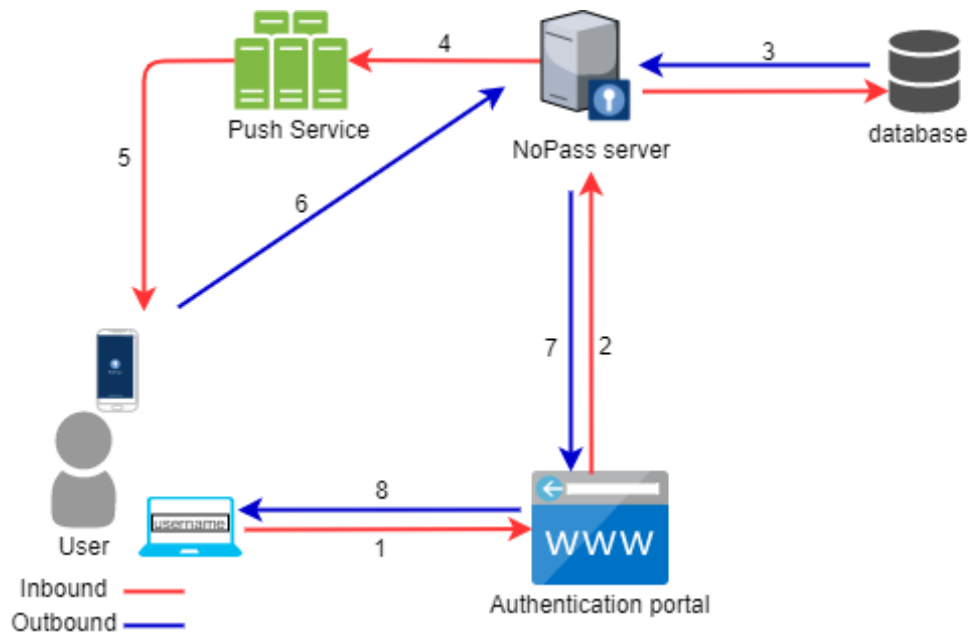 4
3
Push Service
NoPass server
database
5
6
7
2
username
8
1
WWW
User
Inbound
Outbound
Authentication portal